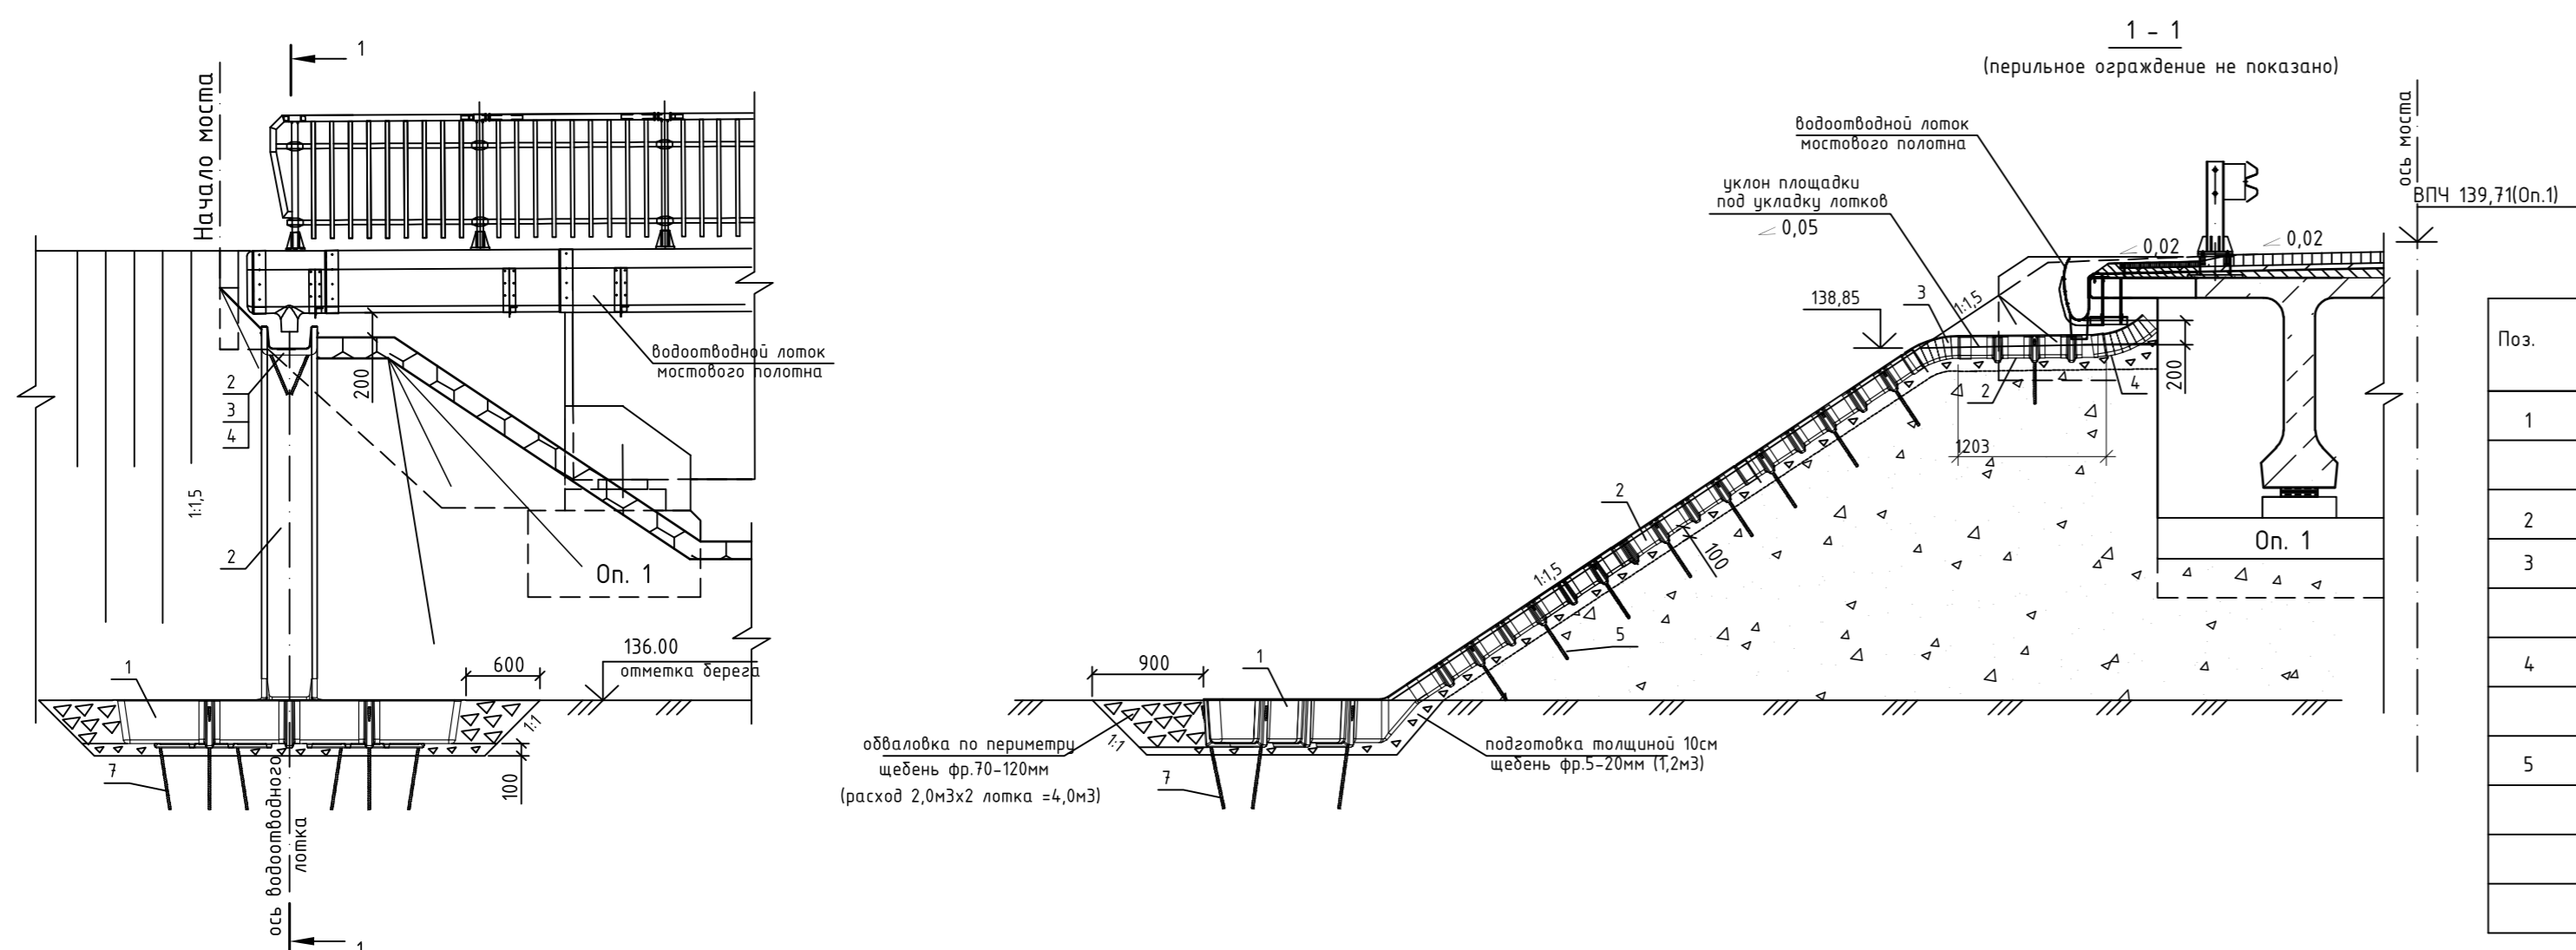 1
Начало моста
водоотводной лоток
мостового полотна
200
2
3
4
1:1,5
2
Оп. 1
136.00
отметка берега
600
1
1:1
7
100
ось водоотводного
лотка
1
1 - 1
(перильное ограждение не показано)
водоотводной лоток
мостового полотна
уклон площадки
под укладку лотков
0,05
ось моста
ВПЧ 139,71(Оп.1)
0,02
0,02
138,85
3
1:1,5
2
4
200
1203
2
100
1:1,5
5
Оп. 1
900
1
1:1
обваловка по периметру
щебень фр.70-120мм
(расход 2,0м3х2 лотка =4,0м3)
7
подготовка толщиной 10см
щебень фр.5-20мм (1,2м3)
Поз.
1
2
3
4
5